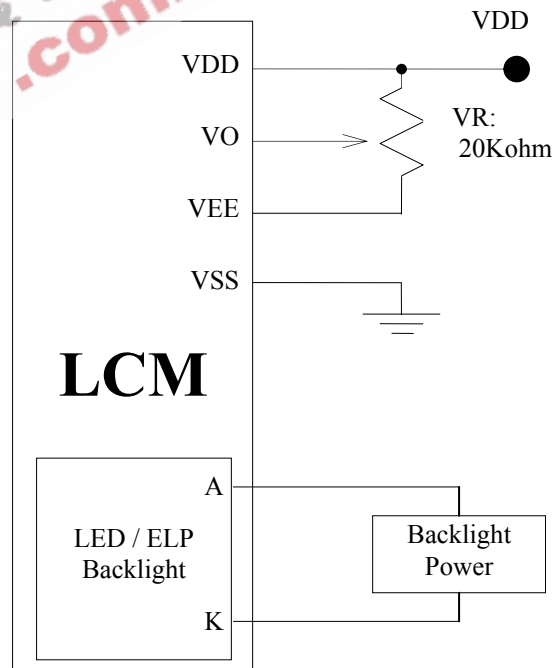 .com
VDD
VDD
VO
VR:
20Kohm
VEE
VSS
LCM
A
LED / ELP
Backlight
Backlight
Power
K